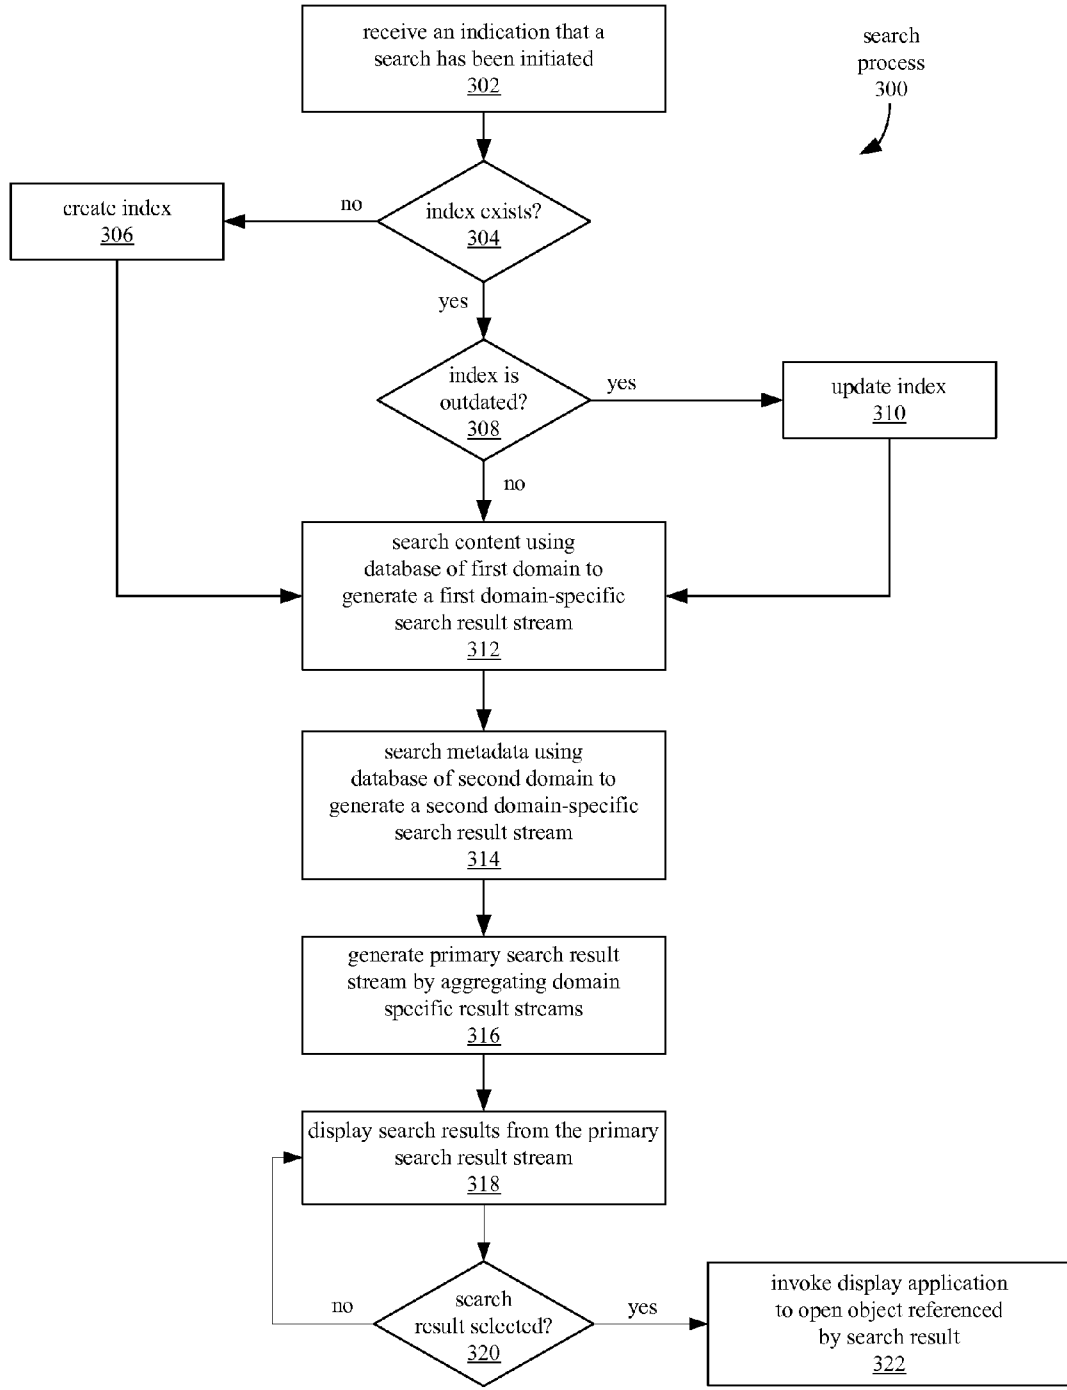 receive an indication that a
search has been initiated
302
search
process
300
index exists?
304
no
create index
306
yes
index is
outdated?
308
yes
update index
310
no
search content using
database of first domain to
generate a first domain-specific
search result stream
312
search metadata using
database of second domain to
generate a second domain-specific
search result stream
314
generate primary search result
stream by aggregating domain
specific result streams
316
display search results from the primary
search result stream
318
search
result selected?
320
no
yes
invoke display application
to open object referenced
by search result
322